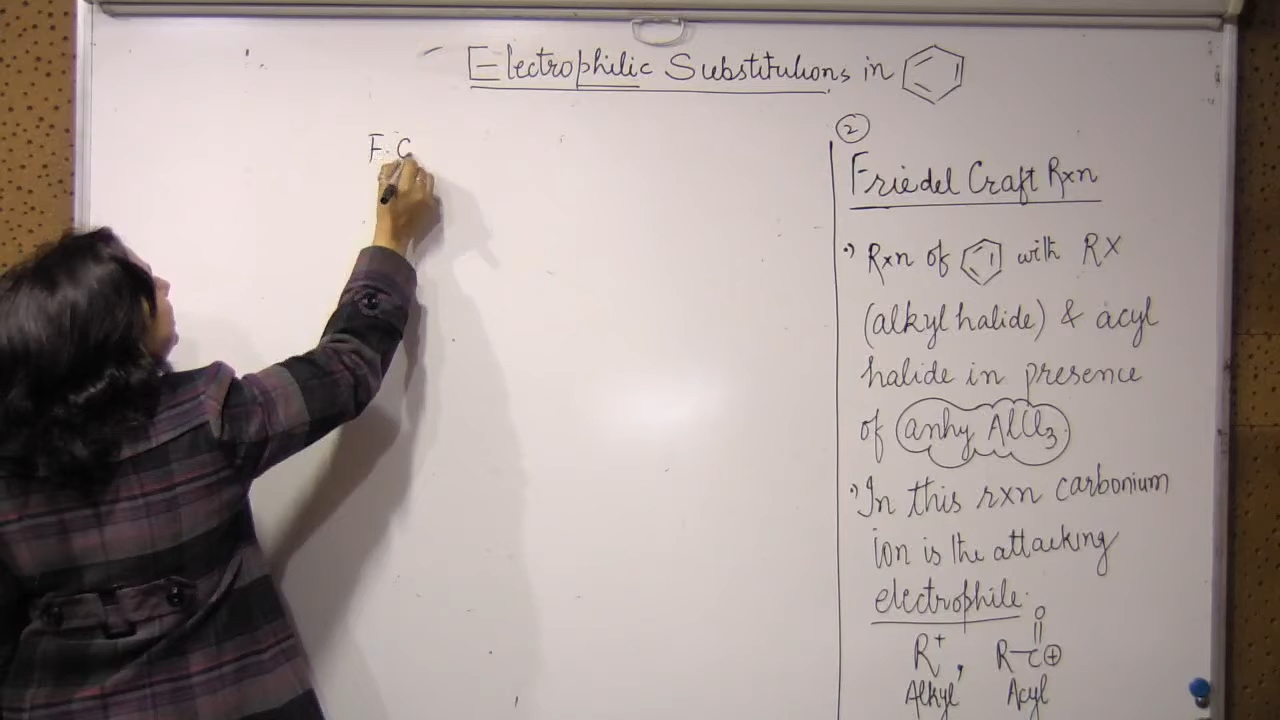 Electrophilic Substitutions in
F. C
2
Friedel Craft Rxn
Rxn of with RX
(alkyl halide) & acyl
halide in presence
of anhy AlCl3
In this rxn carbonium
ion is the attacking
electrophile.
O
R+, R-C+
Alkyl Acyl